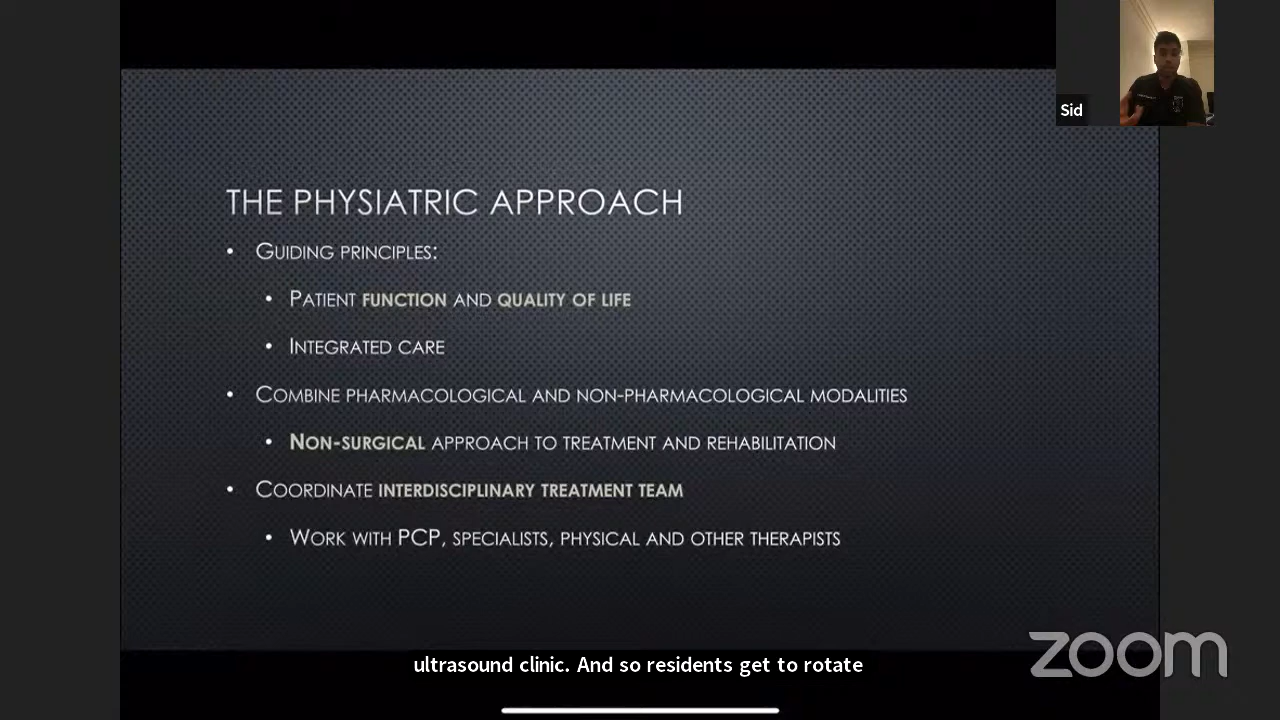 Sid
THE PHYSIATRIC APPROACH
• GUIDING PRINCIPLES:
• PATIENT FUNCTION AND QUALITY OF LIFE
• INTEGRATED CARE
• COMBINE PHARMACOLOGICAL AND NON-PHARMACOLOGICAL MODALITIES
• NON-SURGICAL APPROACH TO TREATMENT AND REHABILITATION
• COORDINATE INTERDISCIPLINARY TREATMENT TEAM
• WORK WITH PCP, SPECIALISTS, PHYSICAL AND OTHER THERAPISTS
zoom
ultrasound clinic. And so residents get to rotate